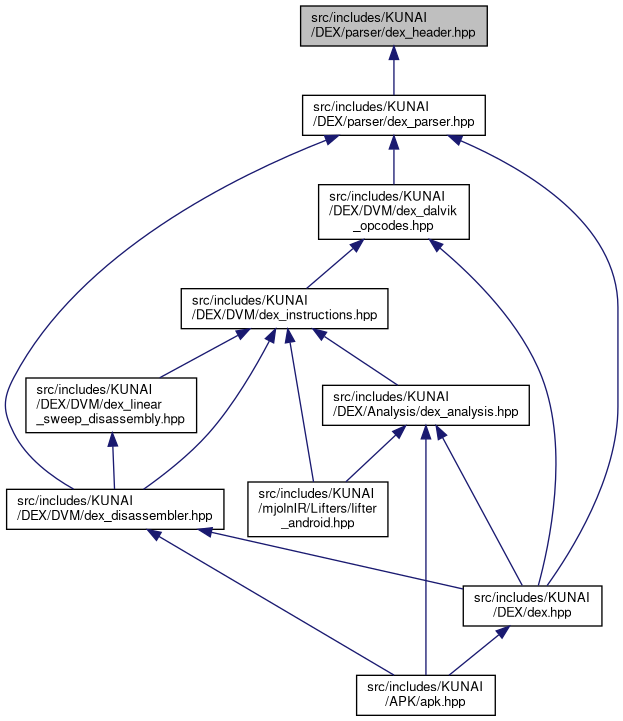 src/includes/KUNAI
/DEX/parser/dex_header.hpp
src/includes/KUNAI
/DEX/parser/dex_parser.hpp
src/includes/KUNAI
/DEX/DVM/dex_dalvik
_opcodes.hpp
src/includes/KUNAI
/DEX/DVM/dex_instructions.hpp
src/includes/KUNAI
/DEX/DVM/dex_linear
_sweep_disassembly.hpp
src/includes/KUNAI
/DEX/Analysis/dex_analysis.hpp
src/includes/KUNAI
/mjolnIR/Lifters/lifter
_android.hpp
src/includes/KUNAI
/DEX/DVM/dex_disassembler.hpp
src/includes/KUNAI
/DEX/dex.hpp
src/includes/KUNAI
/APK/apk.hpp